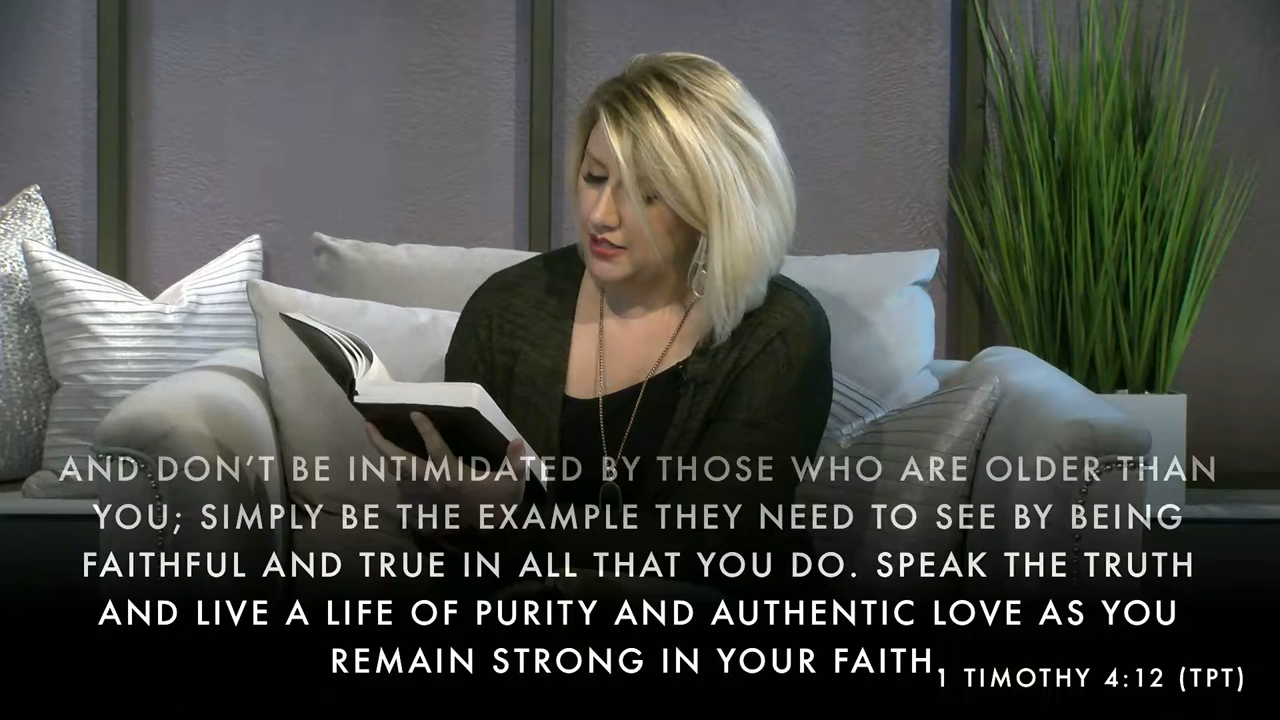 AND DON'T BE INTIMIDATED BY THOSE WHO ARE OLDER THAN
YOU; SIMPLY BE THE EXAMPLE THEY NEED TO SEE BY BEING
FAITHFUL AND TRUE IN ALL THAT YOU DO. SPEAK THE TRUTH
AND LIVE A LIFE OF PURITY AND AUTHENTIC LOVE AS YOU
REMAIN STRONG IN YOUR FAITH.
1 TIMOTHY 4:12 (TPT)